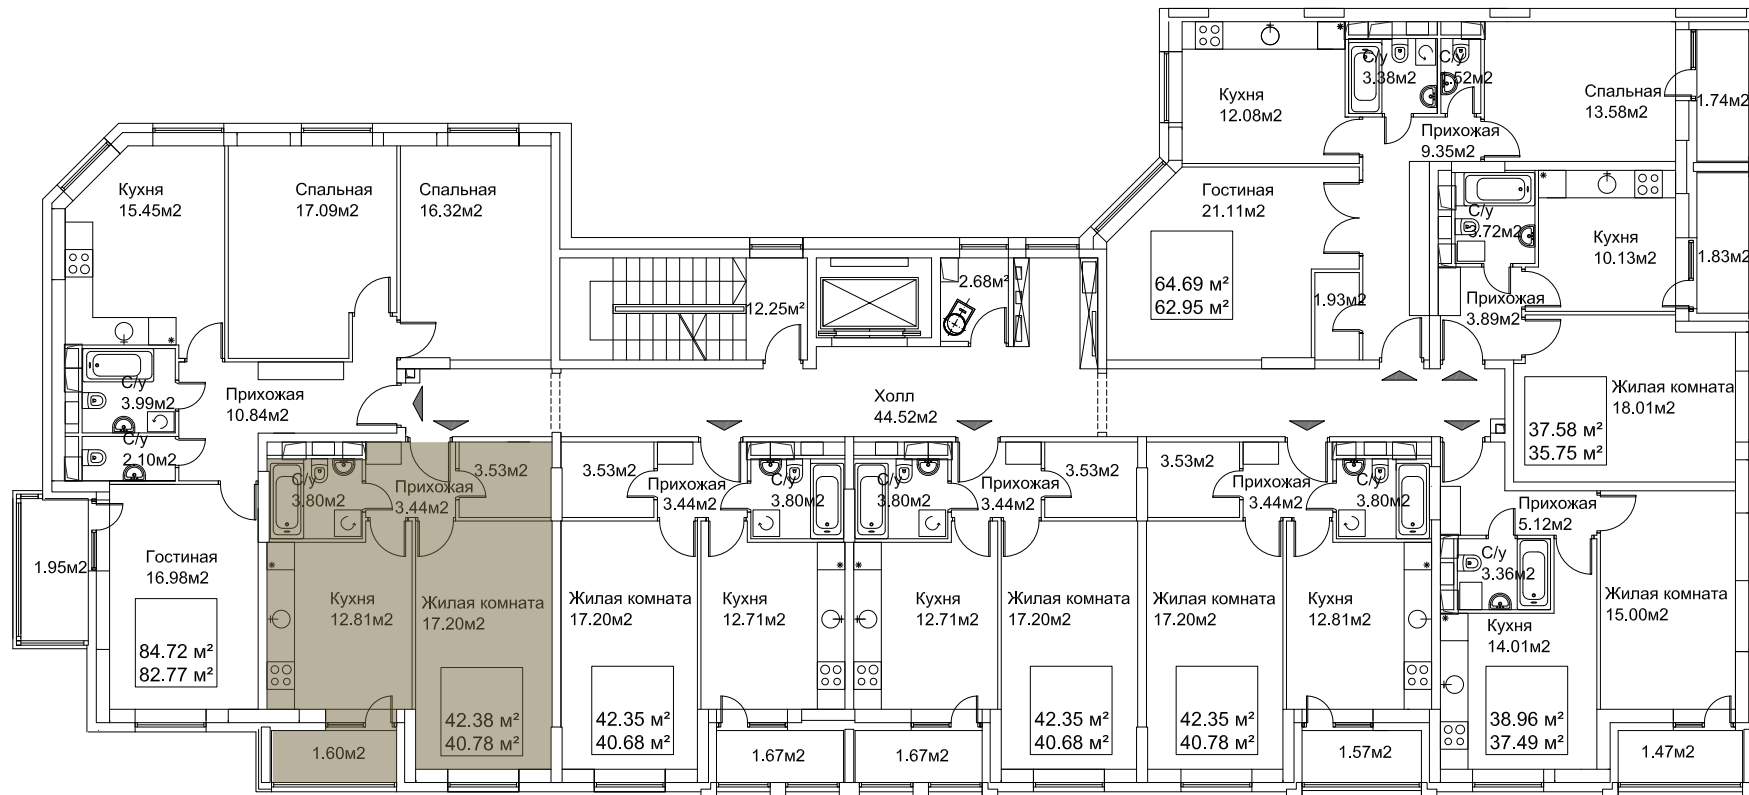 С/у
3.38м2
С/у
1.52м2
Кухня
12.08м2
Спальная
13.58м2
1.74м2
Прихожая
9.35м2
Кухня
15.45м2
Спальная
17.09м2
Спальная
16.32м2
Гостиная
21.11м2
С/у
3.72м2
Кухня
10.13м2
1.83м2
64.69 м²
62.95 м²
1.93м2
2.68м²
12.25м²
Прихожая
3.89м2
С/у
3.99м2
Прихожая
10.84м2
Холл
44.52м2
Жилая комната
18.01м2
37.58 м²
35.75 м²
С/у
2.10м2
С/у
3.80м2
Прихожая
3.44м2
3.53м2
3.53м2
Прихожая
3.44м2
С/у
3.80м2
С/у
3.80м2
Прихожая
3.44м2
3.53м2
3.53м2
Прихожая
3.44м2
С/у
3.80м2
Прихожая
5.12м2
С/у
3.36м2
1.95м2
Гостиная
16.98м2
Кухня
12.81м2
Жилая комната
17.20м2
Жилая комната
17.20м2
Кухня
12.71м2
Кухня
12.71м2
Жилая комната
17.20м2
Жилая комната
17.20м2
Кухня
12.81м2
Кухня
14.01м2
Жилая комната
15.00м2
84.72 м²
82.77 м²
42.38 м²
40.78 м²
42.35 м²
40.68 м²
42.35 м²
40.68 м²
42.35 м²
40.78 м²
38.96 м²
37.49 м²
1.60м2
1.67м2
1.67м2
1.57м2
1.47м2